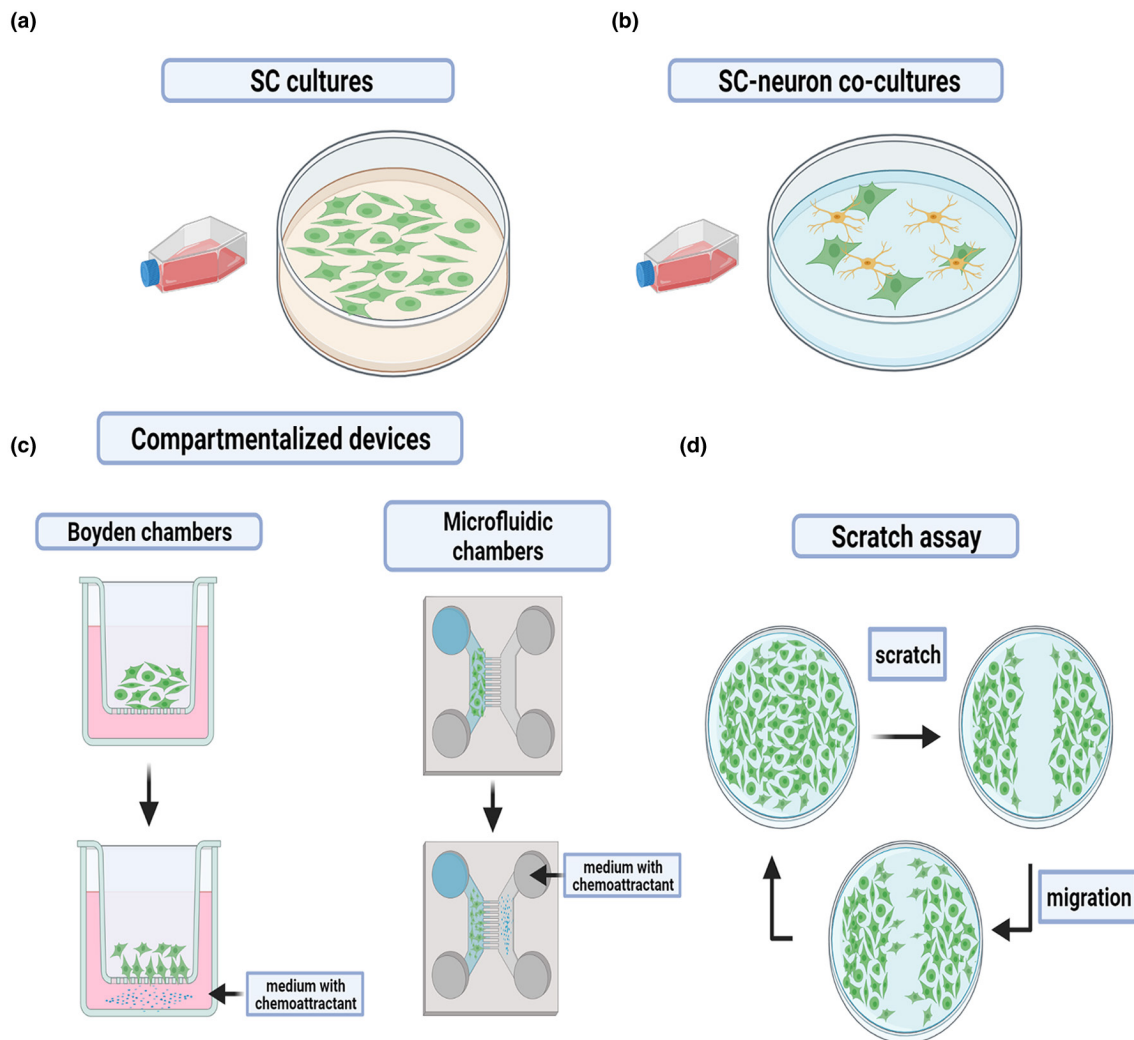 (a)
SC cultures
(b)
SC-neuron co-cultures
(c)
Compartmentalized devices
Boyden chambers
Microfluidic
chambers
medium with
chemoattractant
medium with
chemoattractant
(d)
Scratch assay
scratch
migration